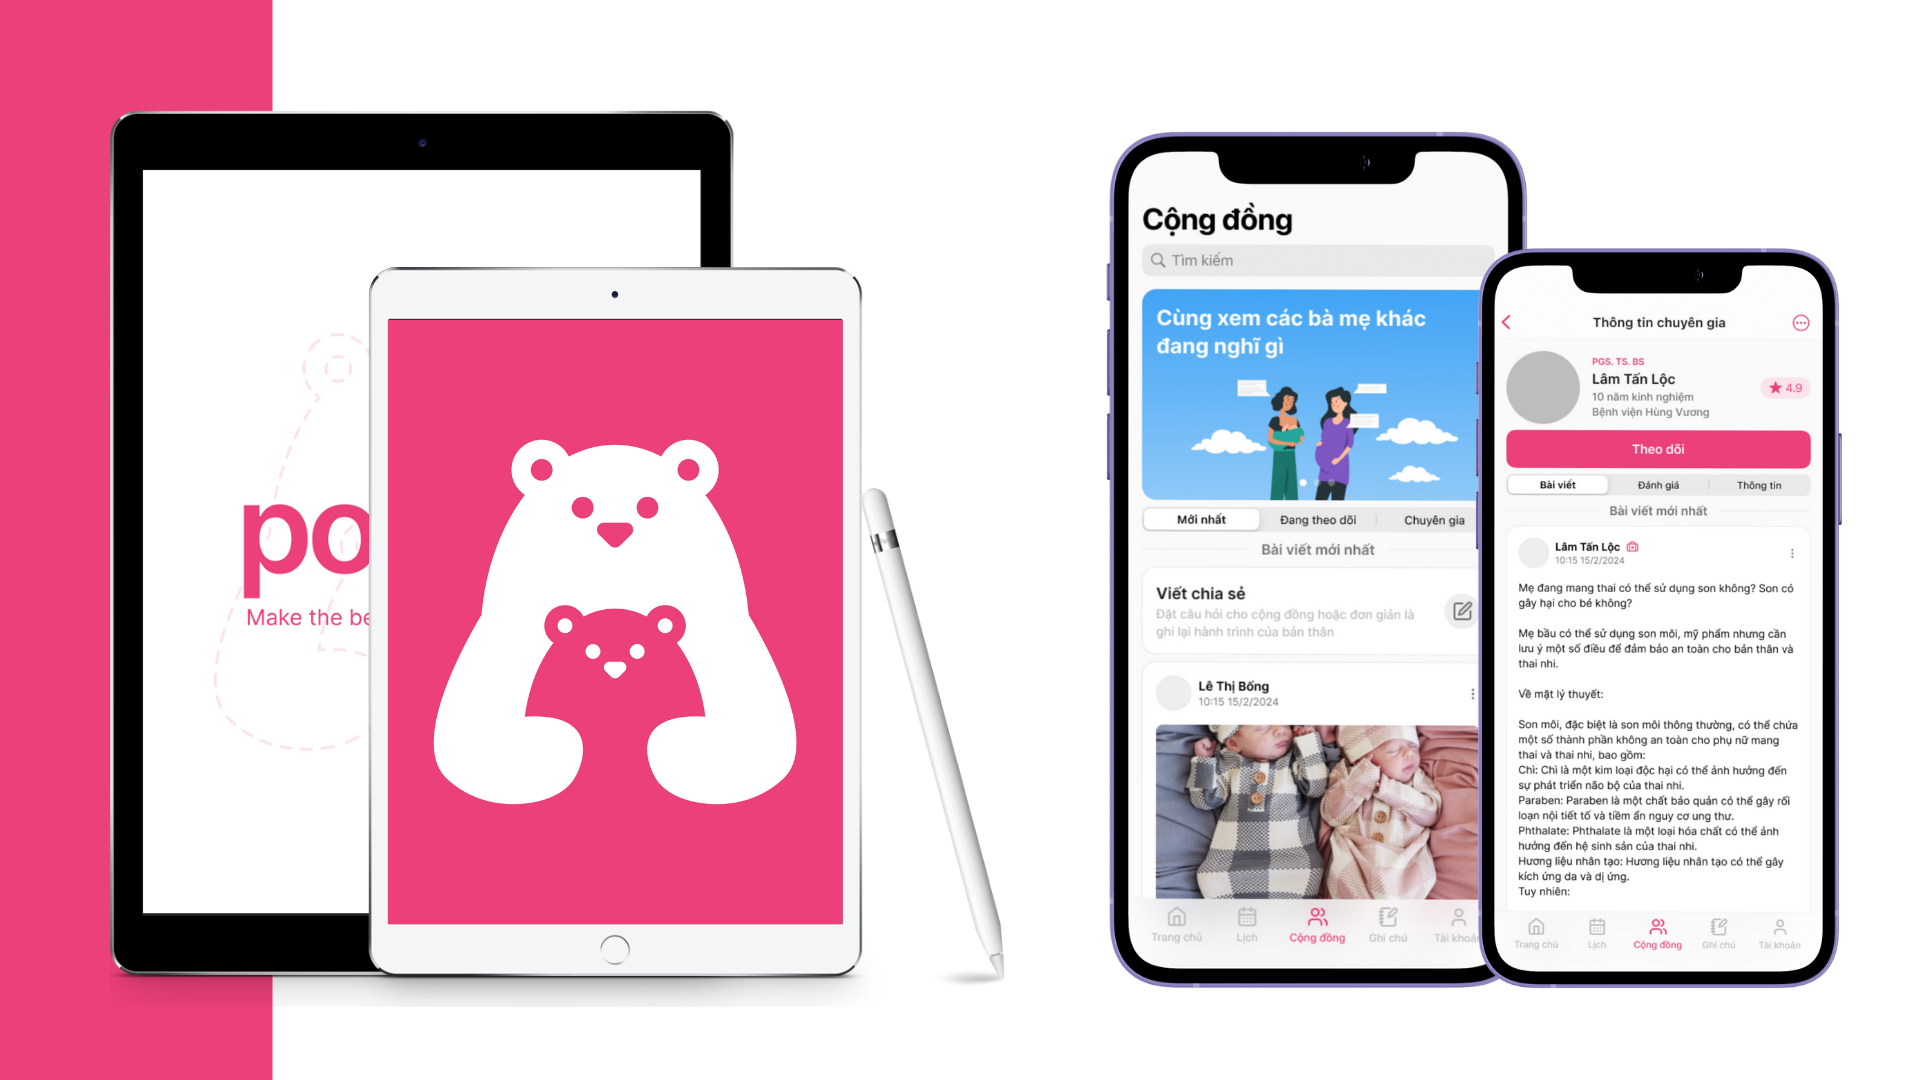 po
Make the be
Cộng đồng
Tìm kiếm
Cùng xem các bà mẹ khác
đang nghĩ gì
Mới nhất
Đang theo dõi
Chuyên gia
Bài viết mới nhất
Viết chia sẻ
Đặt câu hỏi cho cộng đồng hoặc đơn giản là
ghi lại hành trình của bản thân
Lê Thị Bống
10:15 15/2/2024
Trang chủ
Lịch
Cộng đồng
Ghi chú
Tài khoản
Thông tin chuyên gia
PGS. TS. BS
Lâm Tấn Lộc
10 năm kinh nghiệm
Bệnh viện Hùng Vương
4.9
Theo dõi
Bài viết
Đánh giá
Thông tin
Bài viết mới nhất
Lâm Tấn Lộc
10:15 15/2/2024
Mẹ đang mang thai có thể sử dụng son không? Son có
gây hại cho bé không?
Mẹ bầu có thể sử dụng son môi, mỹ phẩm nhưng cần
lưu ý một số điều để đảm bảo an toàn cho bản thân và
thai nhi.
Về mặt lý thuyết:
Son môi, đặc biệt là son môi thông thường, có thể chứa
một số thành phần không an toàn cho phụ nữ mang
thai và thai nhi, bao gồm:
Chì: Chì là một kim loại độc hại có thể ảnh hưởng đến
sự phát triển não bộ của thai nhi.
Paraben: Paraben là một chất bảo quản có thể gây rối
loạn nội tiết tố và tiềm ẩn nguy cơ ung thư.
Phthalate: Phthalate là một loại hóa chất có thể ảnh
hưởng đến hệ sinh sản của thai nhi.
Hương liệu nhân tạo: Hương liệu nhân tạo có thể gây
kích ứng da và dị ứng.
Tuy nhiên:
Trang chủ
Lịch
Cộng đồng
Ghi chú
Tài khoản